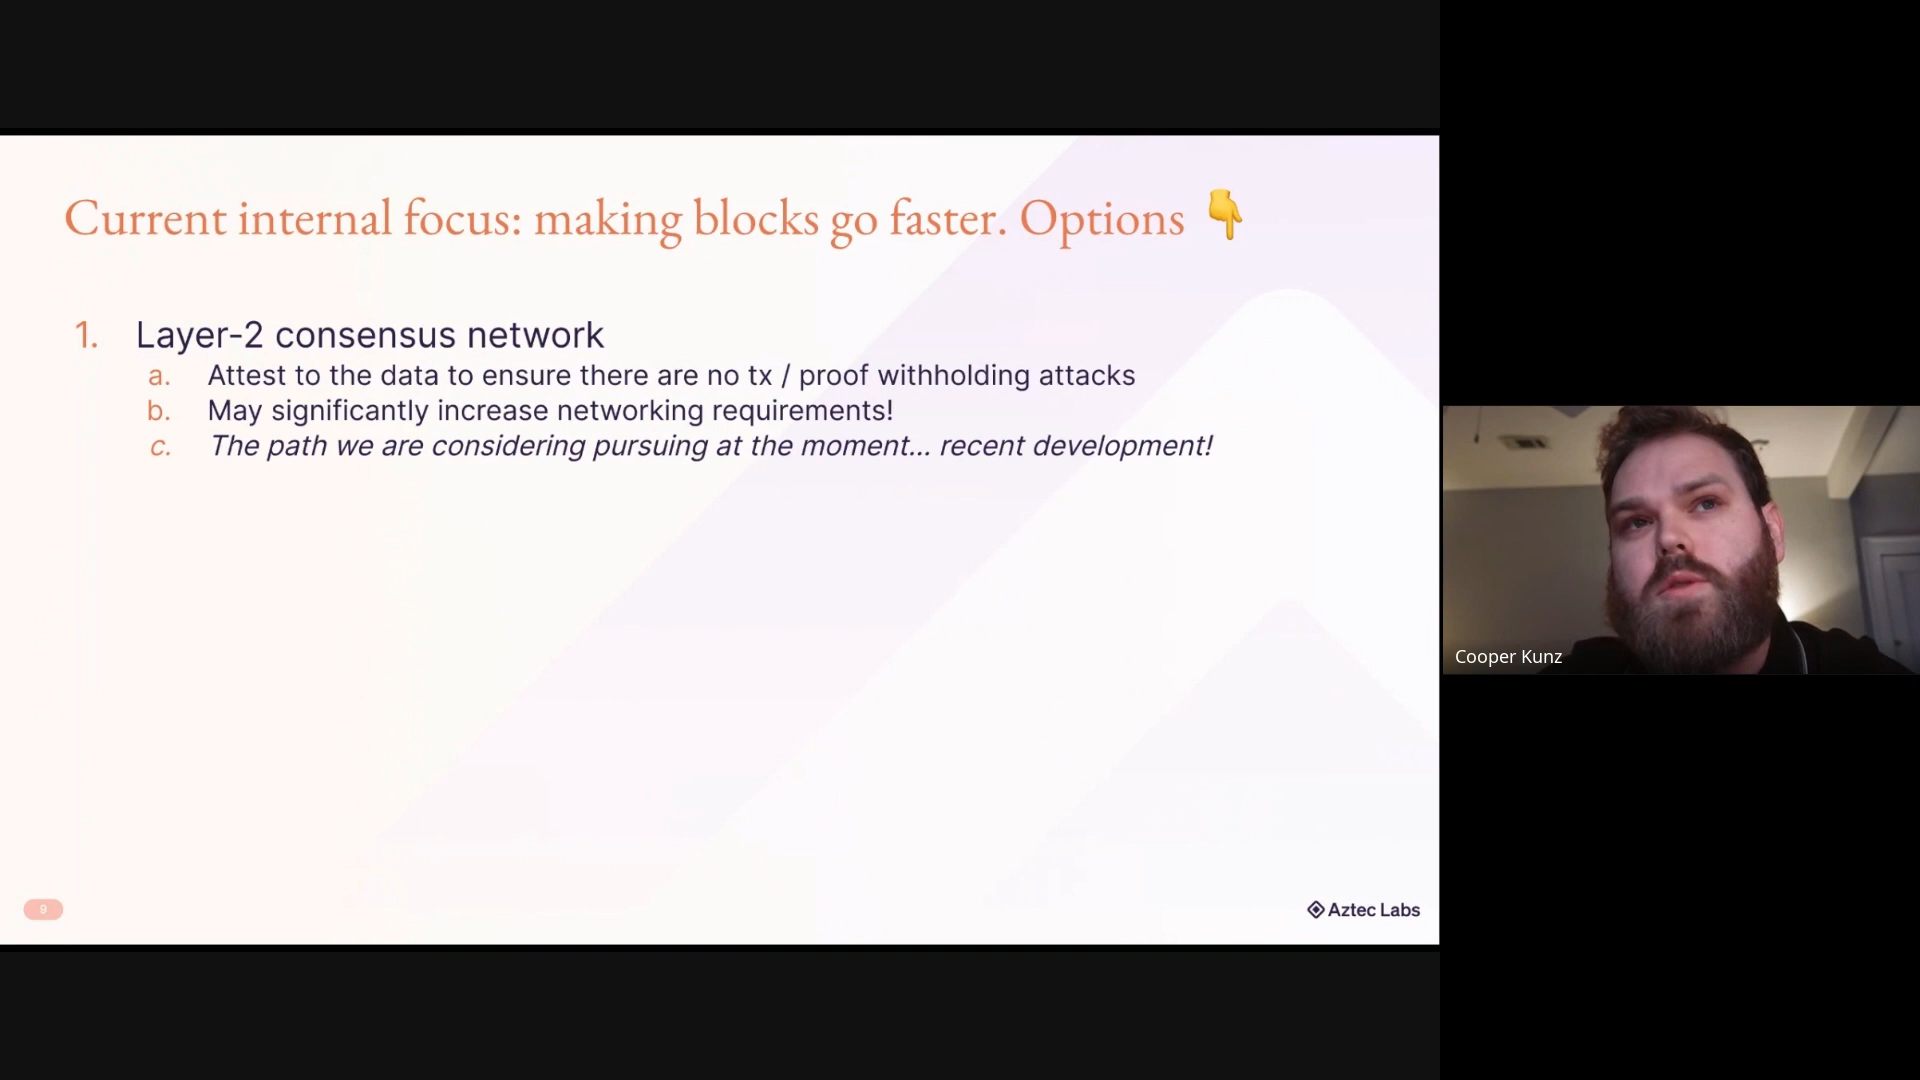 Current internal focus: making blocks go faster. Options 👇
1. Layer-2 consensus network
a. Attest to the data to ensure there are no tx / proof withholding attacks
b. May significantly increase networking requirements!
c. The path we are considering pursuing at the moment... recent development!
Cooper Kunz
9
Aztec Labs